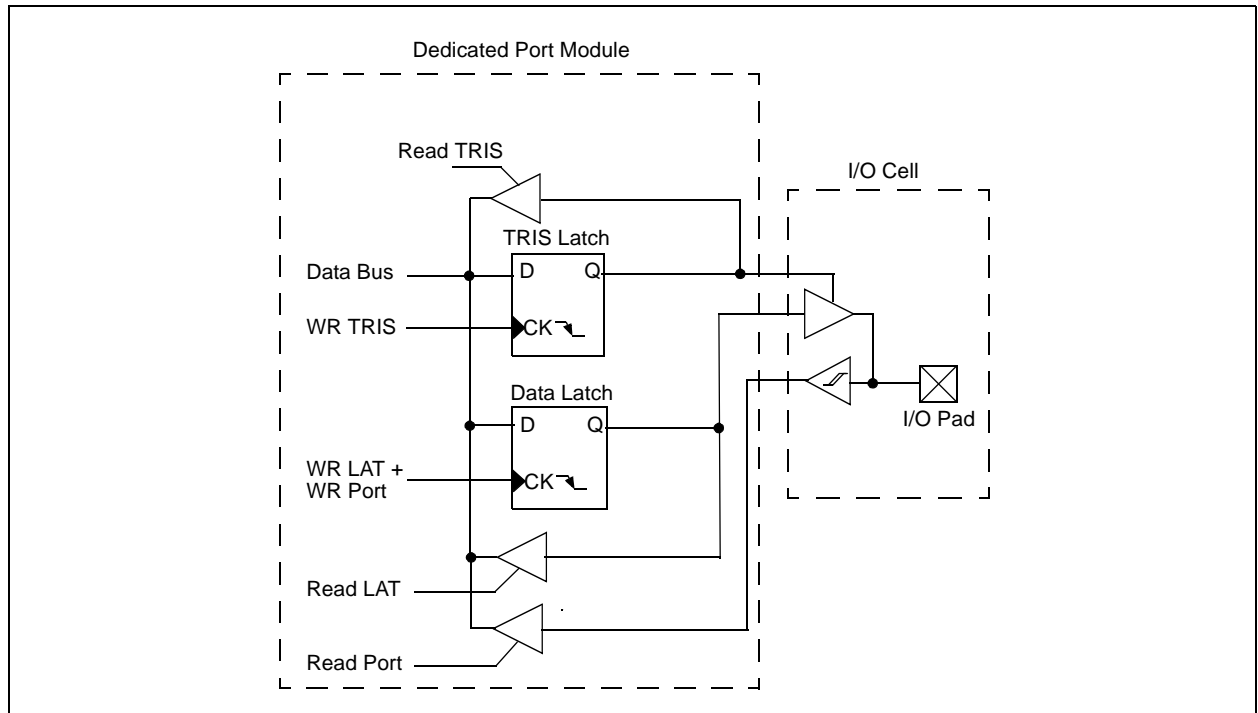 Dedicated Port Module
Read TRIS
I/O Cell
TRIS Latch
Data Bus
D
Q
WR TRIS
CK
Data Latch
D
Q
I/O Pad
WR LAT +
WR Port
CK
Read LAT
Read Port